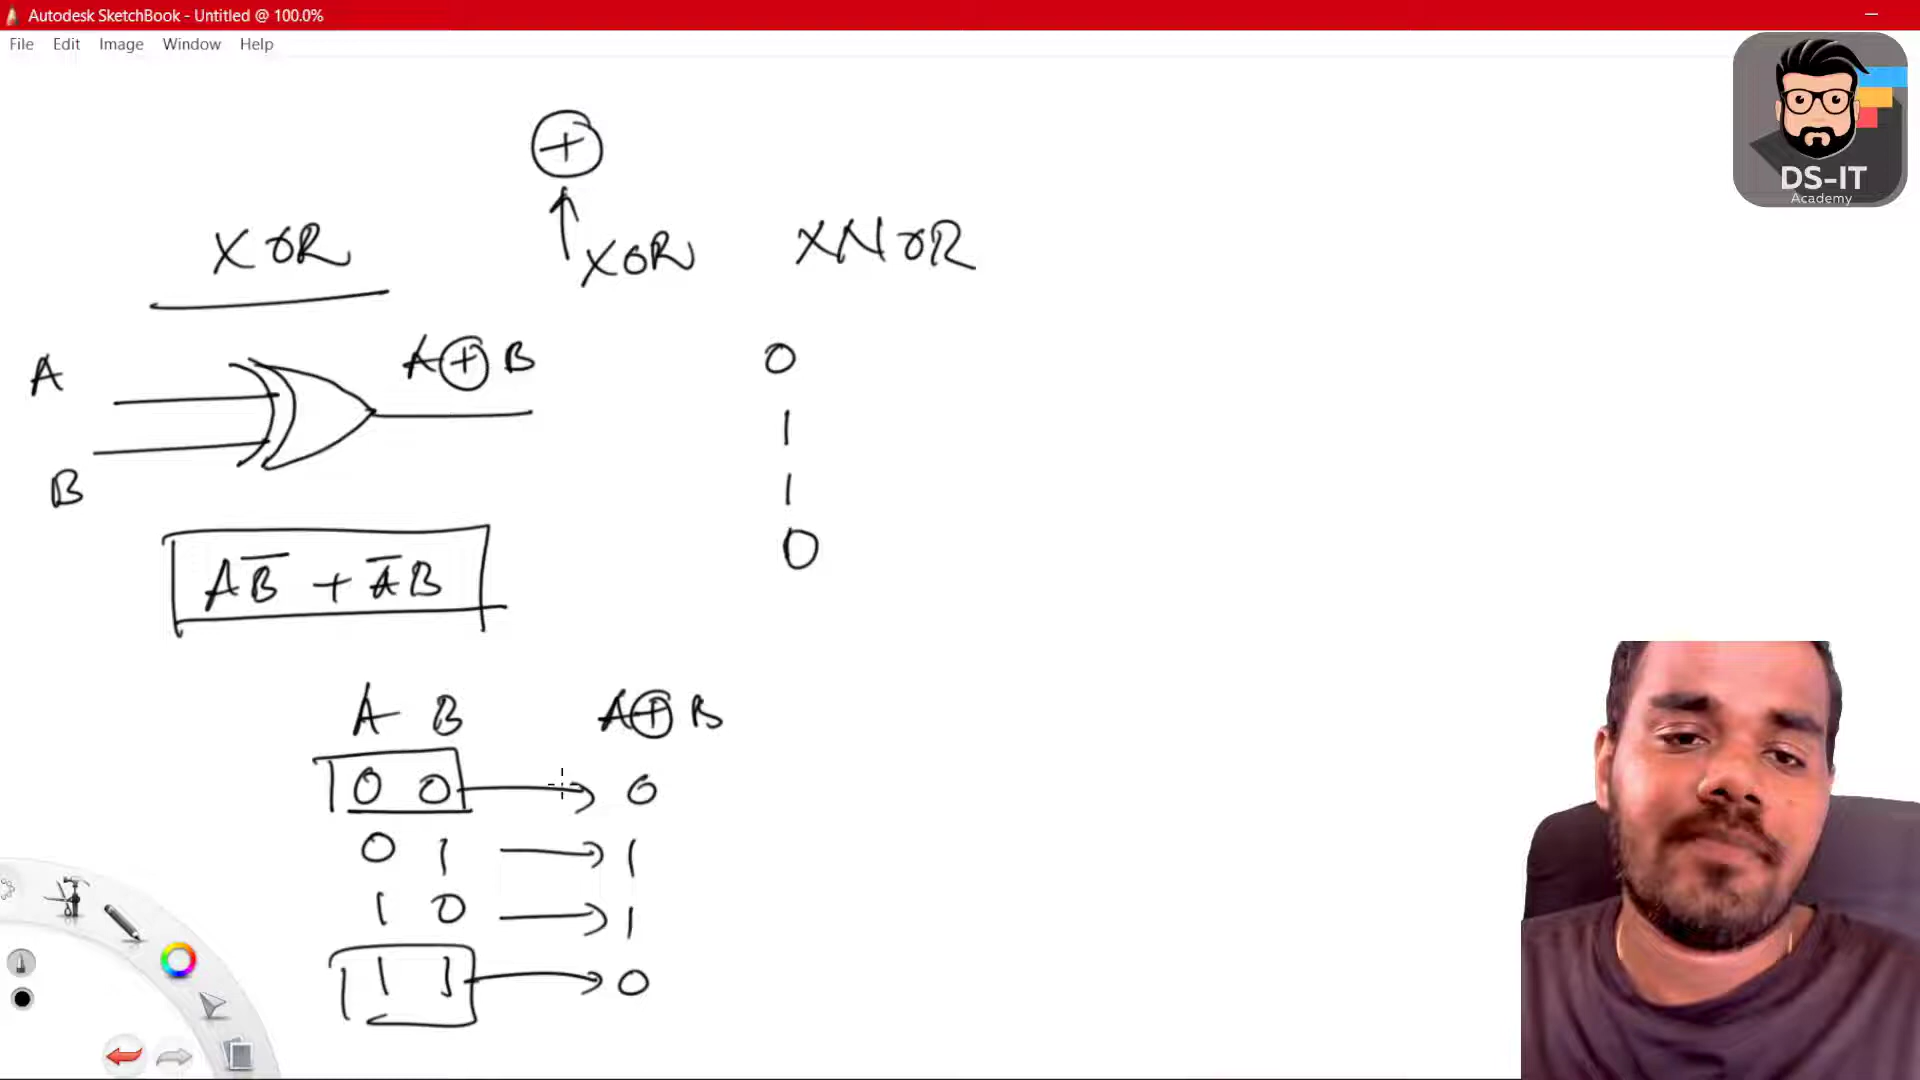 Autodesk SketchBook - Untitled @ 100.0%
File Edit Image Window Help
DS-IT
Academy
+
XOR XOR XNOR
A A ⊕ B 0
1
B 1
0
AB̅ + A̅B
A B A ⊕ B
0 0 → 0
0 1 → 1
1 0 → 1
1 1 → 0